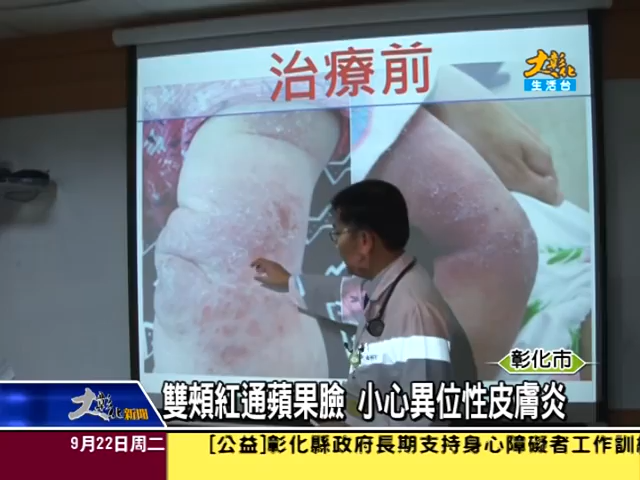 治療前
大彰化
生活台
彰化市
大彰化新聞
雙頰紅通蘋果臉 小心異位性皮膚炎
9月22日周二
[公益]彰化縣政府長期支持身心障礙者工作訓練